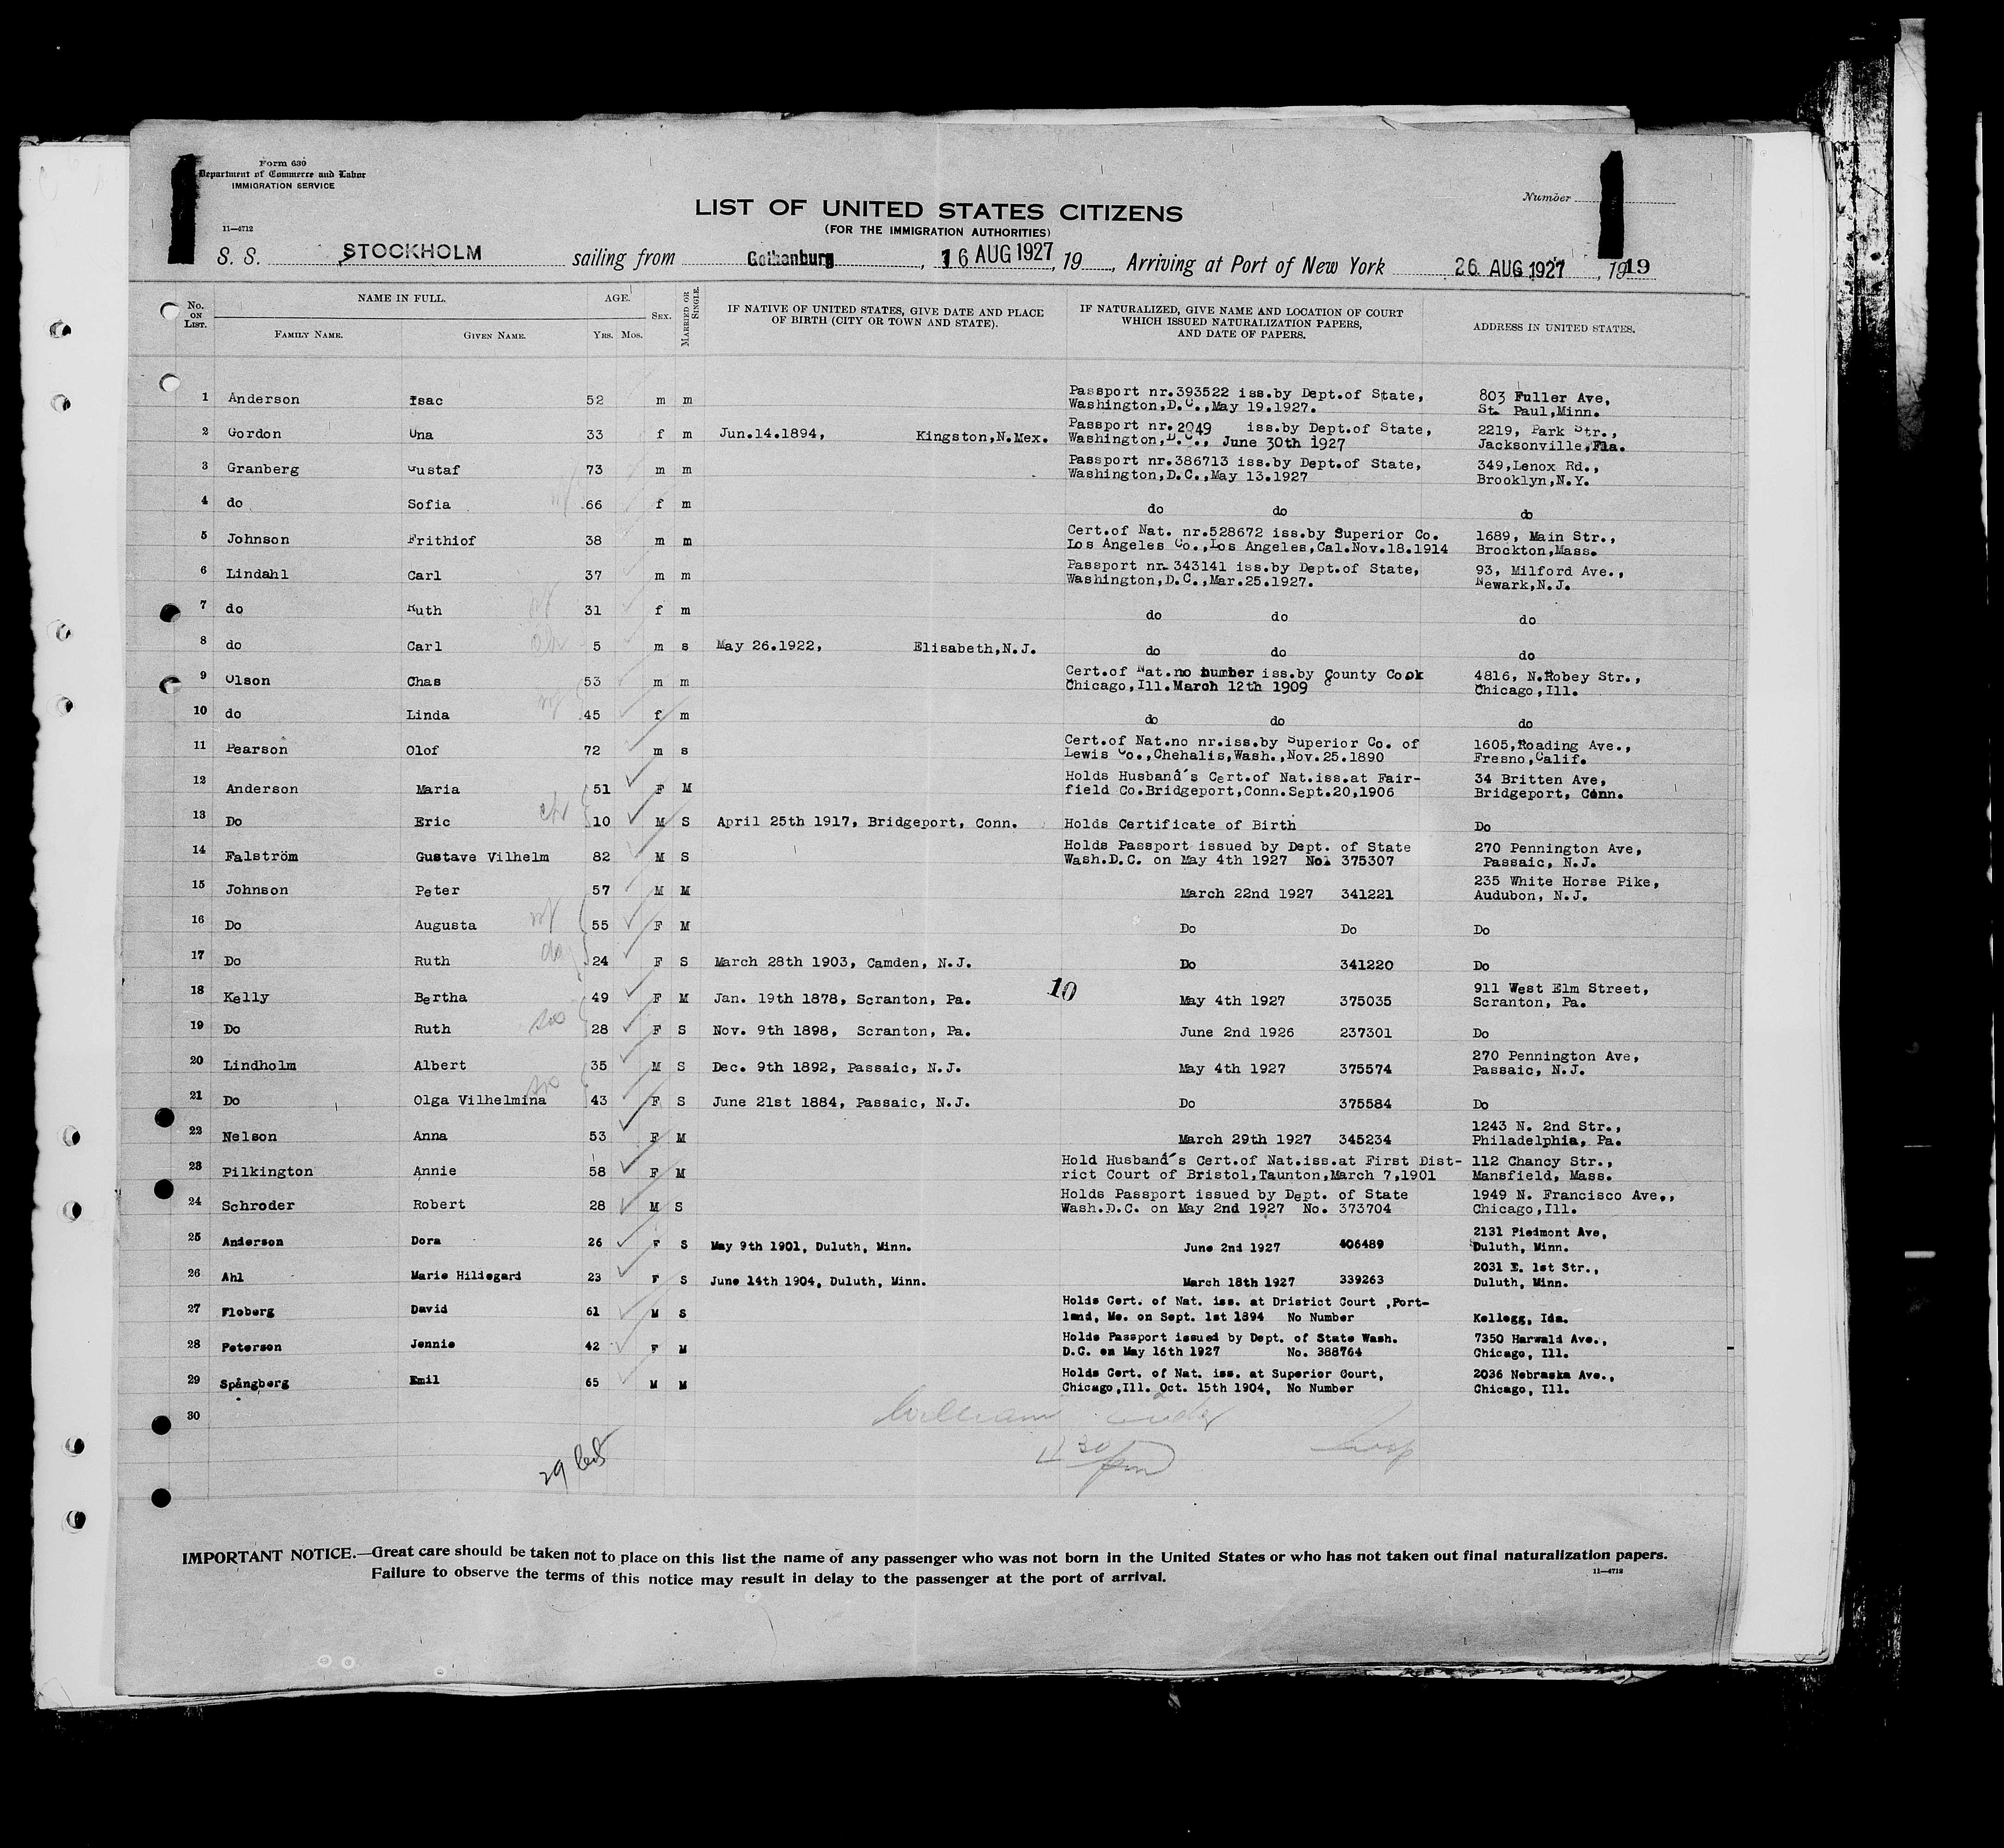 Form 630
Department of Commerce and Labor
IMMIGRATION SERVICE
11—4712
Number
LIST OF UNITED STATES CITIZENS
(FOR THE IMMIGRATION AUTHORITIES)
S. S. STOCKHOLM sailing from Gothenburg, 16 AUG 1927, 19 , Arriving at Port of New York 26 AUG 1927, 19 19
No. ON LIST. NAME IN FULL. FAMILY NAME. GIVEN NAME. AGE. YRS. MOS. SEX. MARRIED OR SINGLE. IF NATIVE OF UNITED STATES, GIVE DATE AND PLACE OF BIRTH (CITY OR TOWN AND STATE). IF NATURALIZED, GIVE NAME AND LOCATION OF COURT WHICH ISSUED NATURALIZATION PAPERS, AND DATE OF PAPERS. ADDRESS IN UNITED STATES.
1 Anderson Isac 52 m m Passport nr.393522 iss.by Dept.of State, Washington,D.C.,May 19.1927. 803 Fuller Ave, St. Paul,Minn.
2 Gordon Una 33 f m Jun.14.1894, Kingston,N.Mex. Passport nr.2049 iss.by Dept.of State, Washington,D.C., June 30th 1927 2219, Park Str., Jacksonville,Fla.
3 Granberg Gustaf 73 m m Passport nr.386713 iss.by Dept.of State, Washington,D.C.,May 13.1927 349,Lenox Rd., Brooklyn,N.Y.
4 do Sofia 66 f m do do do
5 Johnson Frithiof 38 m m Cert.of Nat. nr.528672 iss.by Superior Co. Los Angeles Co.,Los Angeles,Cal.Nov.18.1914 1689, Main Str., Brockton,Mass.
6 Lindahl Carl 37 m m Passport nr.343141 iss.by Dept.of State, Washington,D.C.,Mar.25.1927. 93, Milford Ave., Newark,N.J.
7 do Ruth 31 f m do do do
8 do Carl 5 m s May 26.1922, Elisabeth,N.J. do do do
9 Olson Chas 53 m m Cert.of Nat.no number iss.by County Cook Chicago,Ill.March 12th 1909 4816, N.Robey Str., Chicago,Ill.
10 do Linda 45 f m do do do
11 Pearson Olof 72 m s Cert.of Nat.no nr.iss.by Superior Co. of Lewis Co.,Chehalis,Wash.,Nov.25.1890 1605,Roading Ave., Fresno,Calif.
12 Anderson Maria 51 F M Holds Husband's Cert.of Nat.iss.at Fair- field Co.Bridgeport,Conn.Sept.20,1906 34 Britten Ave, Bridgeport, Conn.
13 Do Eric 10 M S April 25th 1917, Bridgeport, Conn. Holds Certificate of Birth Do
14 Falström Gustave Vilhelm 82 M S Holds Passport issued by Dept. of State Wash.D.C. on May 4th 1927 No. 375307 270 Pennington Ave, Passaic, N.J.
15 Johnson Peter 57 M M March 22nd 1927 341221 235 White Horse Pike, Audubon, N.J.
16 Do Augusta 55 F M Do Do Do
17 Do Ruth 24 F S March 28th 1903, Camden, N.J. Do 341220 Do
18 Kelly Bertha 49 F M Jan. 19th 1878, Scranton, Pa. 10 May 4th 1927 375035 911 West Elm Street, Scranton, Pa.
19 Do Ruth 28 F S Nov. 9th 1898, Scranton, Pa. June 2nd 1926 237301 Do
20 Lindholm Albert 35 M S Dec. 9th 1892, Passaic, N.J. May 4th 1927 375574 270 Pennington Ave, Passaic, N.J.
21 Do Olga Vilhelmina 43 F S June 21st 1884, Passaic, N.J. Do 375584 Do
22 Nelson Anna 53 F M March 29th 1927 345234 1243 N. 2nd Str., Philadelphia, Pa.
23 Pilkington Annie 58 F M Hold Husband's Cert.of Nat.iss.at First Dist- rict Court of Bristol,Taunton,March 7,1901 112 Chancy Str., Mansfield, Mass.
24 Schroder Robert 28 M S Holds Passport issued by Dept. of State Wash.D.C. on May 2nd 1927 No. 373704 1949 N. Francisco Ave., Chicago,Ill.
25 Anderson Dora 26 F S May 9th 1901, Duluth, Minn. June 2nd 1927 406489 2131 Piedmont Ave, Duluth, Minn.
26 Ahl Marie Hildegard 23 F S June 14th 1904, Duluth, Minn. March 18th 1927 339263 2031 E. 1st Str., Duluth, Minn.
27 Floberg David 61 M S Holds Cert. of Nat. iss. at Dristrict Court ,Port- land, Me. on Sept. 1st 1894 No Number Kellogg, Ida.
28 Peterson Jennie 42 F M Holds Passport issued by Dept. of State Wash. D.C. on May 16th 1927 No. 388764 7350 Harwald Ave., Chicago, Ill.
29 Spångberg Emil 65 M M Holds Cert. of Nat. iss. at Superior Court, Chicago,Ill. Oct. 15th 1904, No Number 2036 Nebraska Ave., Chicago, Ill.
30
William
29
IMPORTANT NOTICE.—Great care should be taken not to place on this list the name of any passenger who was not born in the United States or who has not taken out final naturalization papers.
Failure to observe the terms of this notice may result in delay to the passenger at the port of arrival.
11—4712